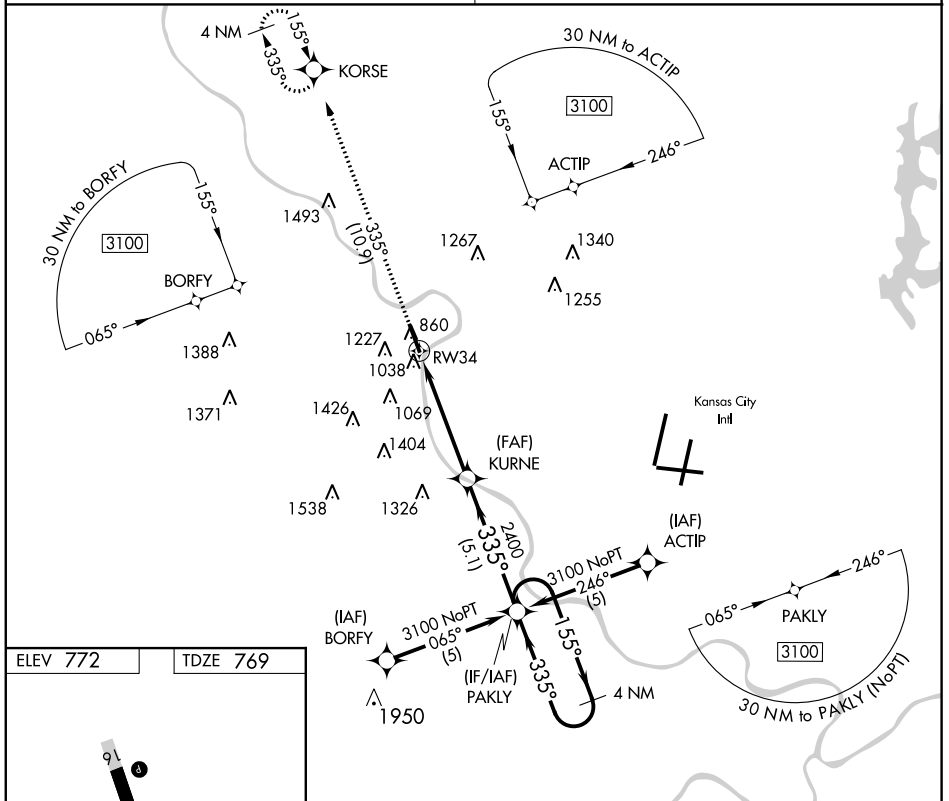 155°
4 NM
335°
KORSE
30 NM to ACTIP
3100
155°
ACTIP
246°
30 NM to BORFY
155°
3100
BORFY
065°
1493
335°
(10.9)
1267
1340
1255
860
1227
RW34
1038
1388
1371
1426
1069
1404
1538
1326
Kansas City
Intl
(FAF)
KURNE
2400
335°
(5.1)
(IAF)
ACTIP
3100 NoPT
246°
(5)
(IAF)
BORFY
3100 NoPT
065°
(5)
(IF/IAF)
PAKLY
155°
335°
4 NM
1950
065°
246°
PAKLY
3100
30 NM to PAKLY (NoPT)
ELEV 772
TDZE 769
16
P